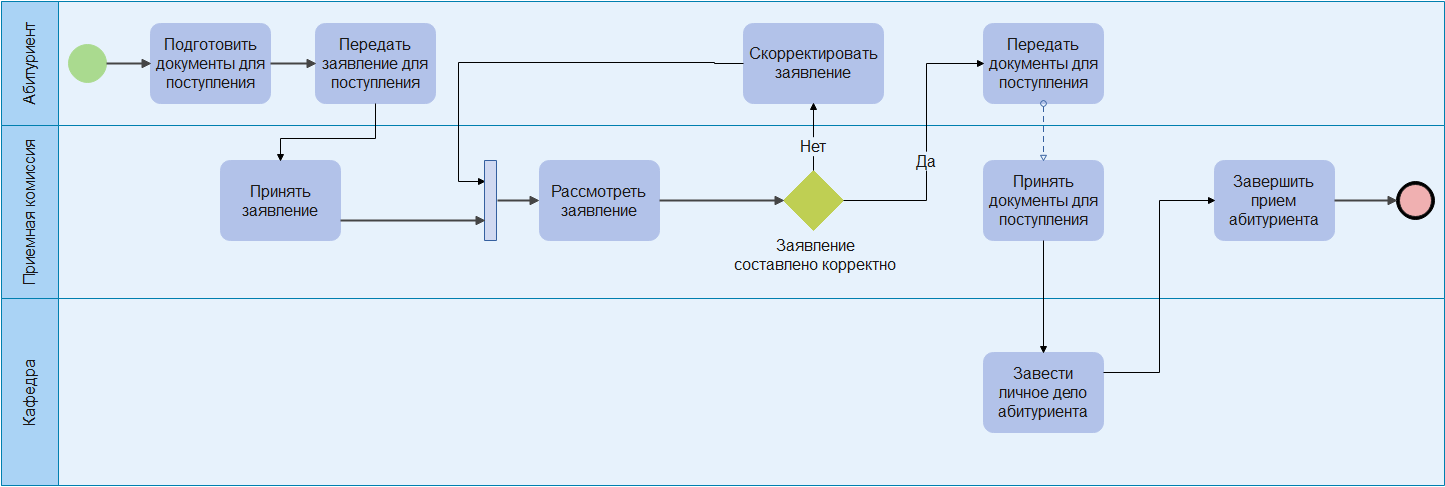 Абитуриент
Подготовить
документы для
поступления
Передать
заявление для
поступления
Скорректировать
заявление
Передать
документы для
поступления
Приемная комиссия
Принять
заявление
Рассмотреть
заявление
Нет
Да
Заявление
составлено корректно
Принять
документы для
поступления
Завершить
прием
абитуриента
Кафедра
Завести
личное дело
абитуриента